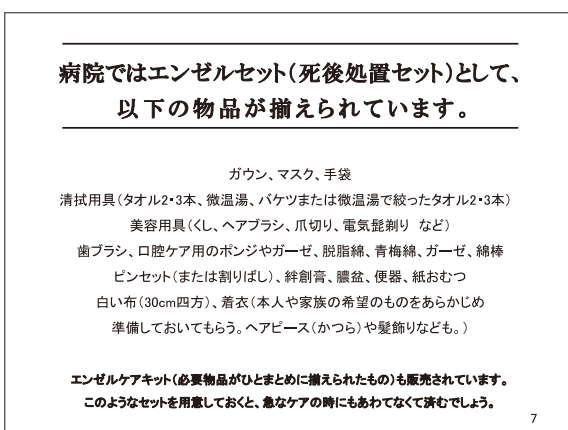 病院ではエンゼルセット（死後処置セット）として、
以下の物品が揃えられています。
ガウン、マスク、手袋
清拭用具（タオル2・3本、微温湯、バケツまたは微温湯で絞ったタオル2・3本）
美容用具（くし、ヘアブラシ、爪切り、電気髭剃り など）
歯ブラシ、口腔ケア用のポンジやガーゼ、脱脂綿、青梅綿、ガーゼ、綿棒
ピンセット（または割りばし）、絆創膏、膿盆、便器、紙おむつ
白い布（30cm四方）、着衣（本人や家族の希望のものをあらかじめ
準備しておいてもらう。ヘアピース（かつら）や髪飾りなども。）
エンゼルケアキット（必要物品がひとまとめに揃えられたもの）も販売されています。
このようなセットを用意しておくと、急なケアの時にもあわてなくて済むでしょう。
7